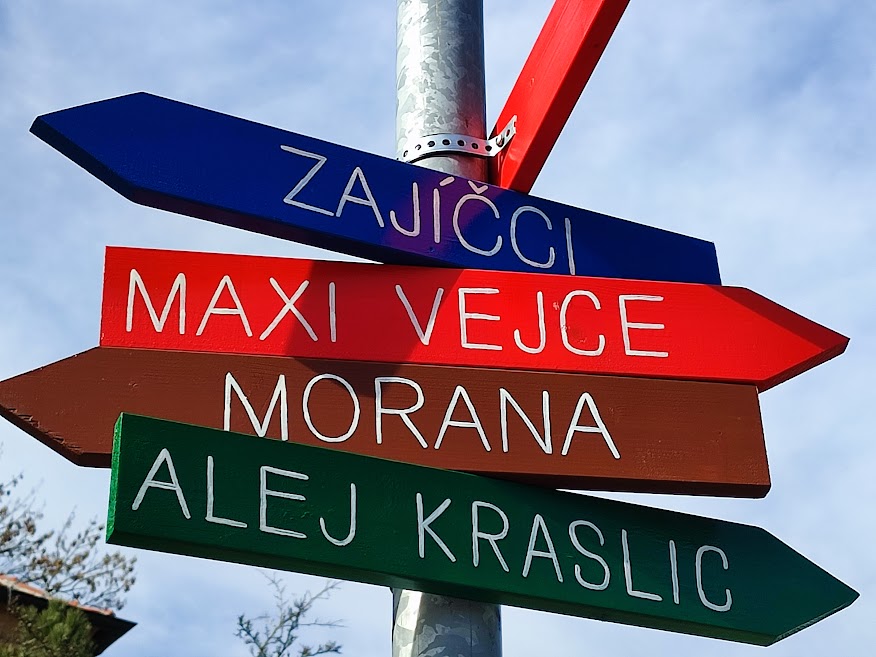 ZAJÍČCI
MAXI VEJCE
MORANA
ALEJ KRASLIC